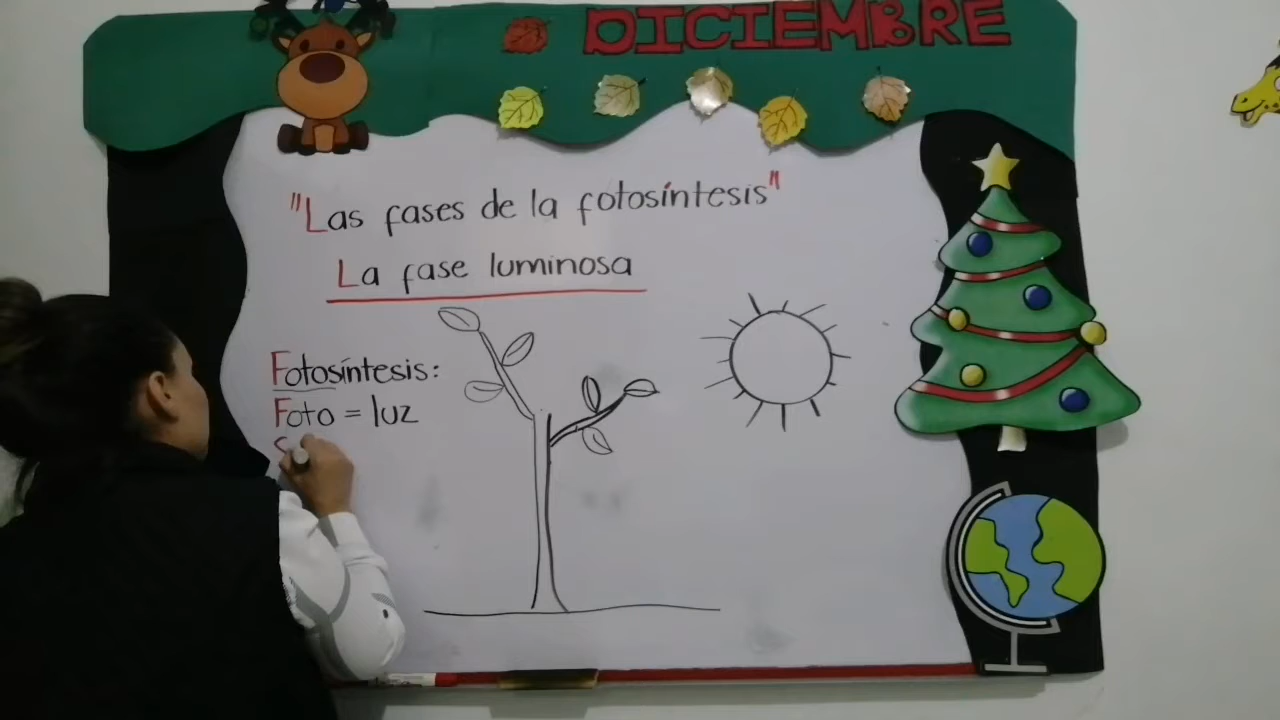 DICIEMBRE
"Las fases de la fotosíntesis"
La fase luminosa
Fotosíntesis:
Foto = luz
S